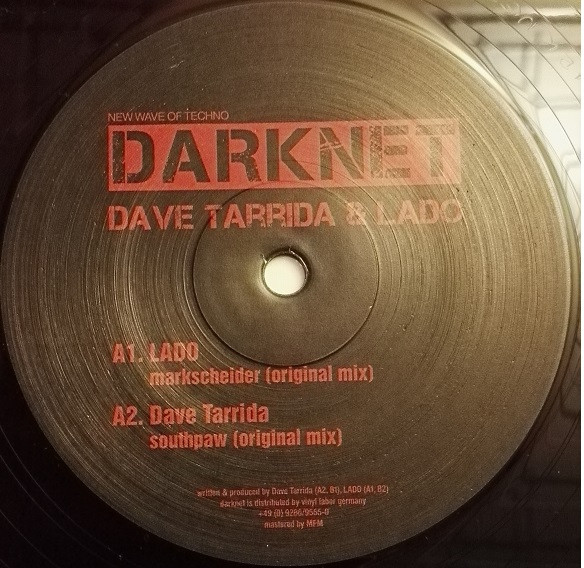 NEW WAVE OF TECHNO
DARKNET
DAVE TARRIDA & LADO
A1. LADO
markscheider (original mix)
A2. Dave Tarrida
southpaw (original mix)
written & produced by Dave Tarrida (A2, B1), LADO (A1, B2)
darknet is distributed by vinyl labor germany
+49 (0) 9286/9555-0
mastered by MFM